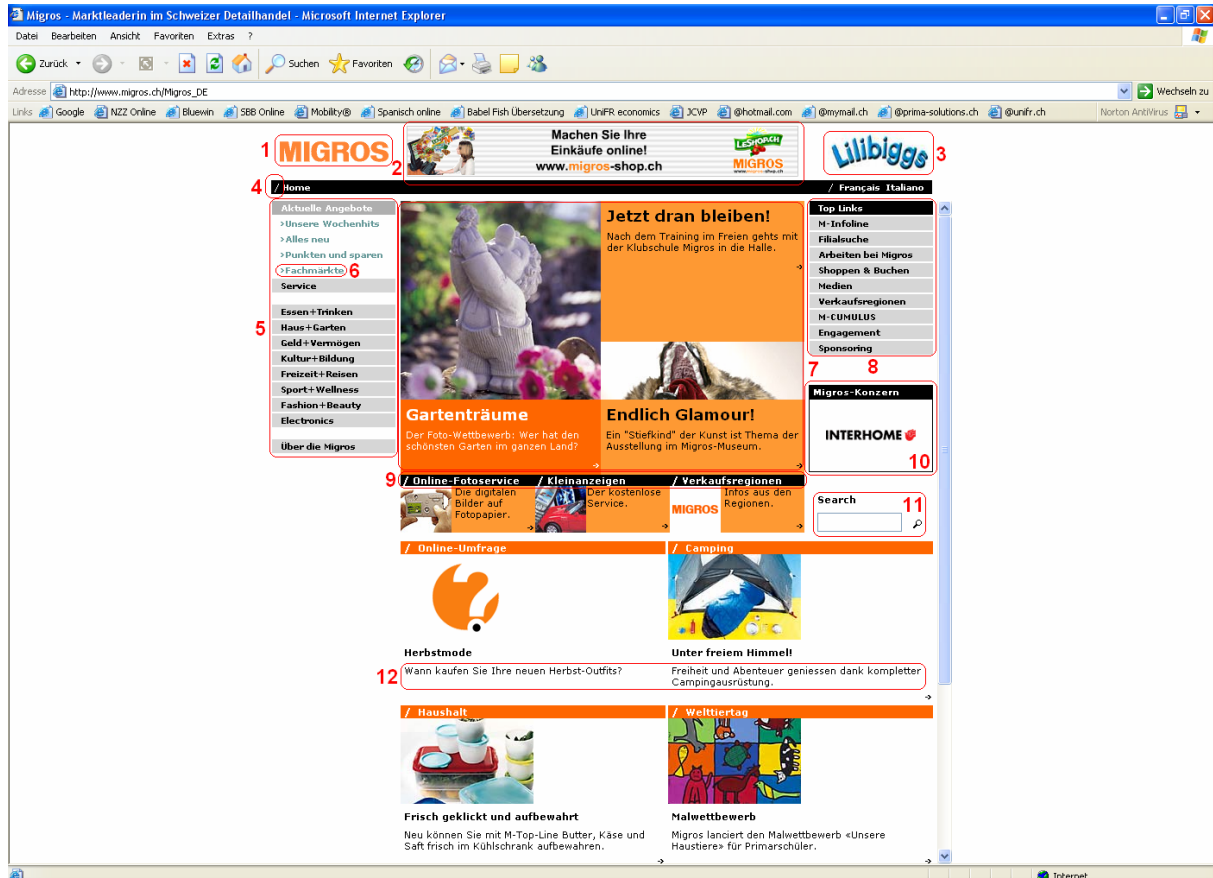 Migros - Marktleaderin im Schweizer Detailhandel - Microsoft Internet Explorer
Datei Bearbeiten Ansicht Favoriten Extras ?
Zurück Suchen Favoriten
Adresse http://www.migros.ch/Migros_DE Wechseln zu
Links Google NZZ Online Bluewin SBB Online Mobility® Spanisch online Babel Fish Übersetzung UniFR economics JCVP @hotmail.com @mymail.ch @prima-solutions.ch @unifr.ch Norton AntiVirus
1 MIGROS
2
Machen Sie Ihre
Einkäufe online!
www.migros-shop.ch
LESHOP.CH
MIGROS
www.migros-shop.ch
Lilibiggs 3
4 / Home / Français Italiano
Aktuelle Angebote
>Unsere Wochenhits
>Alles neu
>Punkten und sparen
>Fachmärkte 6
Service
Essen+Trinken
5 Haus+Garten
Geld+Vermögen
Kultur+Bildung
Freizeit+Reisen
Sport+Wellness
Fashion+Beauty
Electronics
Über die Migros
Jetzt dran bleiben!
Nach dem Training im Freien gehts mit
der Klubschule Migros in die Halle.
Gartenträume
Der Foto-Wettbewerb: Wer hat den
schönsten Garten im ganzen Land?
Endlich Glamour!
Ein "Stiefkind" der Kunst ist Thema der
Ausstellung im Migros-Museum.
Top Links
M-Infoline
Filialsuche
Arbeiten bei Migros
Shoppen & Buchen
Medien
Verkaufsregionen
M-CUMULUS
Engagement
Sponsoring
7 8
Migros-Konzern
INTERHOME
10
9 / Online-Fotoservice / Kleinanzeigen / Verkaufsregionen
Die digitalen
Bilder auf
Fotopapier.
Der kostenlose
Service.
MIGROS
Infos aus den
Regionen.
Search 11
/ Online-Umfrage / Camping
Herbstmode
Unter freiem Himmel!
12 Wann kaufen Sie Ihre neuen Herbst-Outfits?
Freiheit und Abenteuer geniessen dank kompletter
Campingausrüstung.
/ Haushalt / Welttiertag
Frisch geklickt und aufbewahrt
Neu können Sie mit M-Top-Line Butter, Käse und
Saft frisch im Kühlschrank aufbewahren.
Malwettbewerb
Migros lanciert den Malwettbewerb «Unsere
Haustiere» für Primarschüler.
Internet